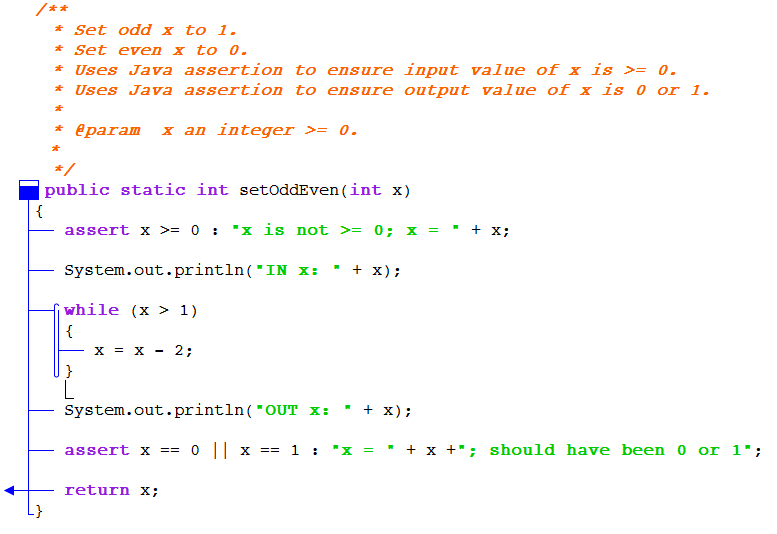 /**
* Set odd x to 1.
* Set even x to 0.
* Uses Java assertion to ensure input value of x is >= 0.
* Uses Java assertion to ensure output value of x is 0 or 1.
*
* @param  x an integer >= 0.
*
*/
public static int setOddEven(int x)
{
assert x >= 0 : "x is not >= 0; x = " + x;
System.out.println("IN x: " + x);
while (x > 1)
{
x = x - 2;
}
System.out.println("OUT x: " + x);
assert x == 0 || x == 1 : "x = " + x +"; should have been 0 or 1";
return x;
}